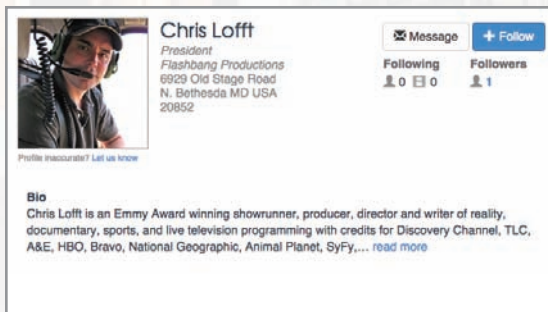 Chris Lofft
President
Flashbang Productions
6929 Old Stage Road
N. Bethesda MD USA
20852
Message
+ Follow
Following
0 0
Followers
1
Profile inaccurate? Let us know
Bio
Chris Lofft is an Emmy Award winning showrunner, producer, director and writer of reality,
documentary, sports, and live television programming with credits for Discovery Channel, TLC,
A&E, HBO, Bravo, National Geographic, Animal Planet, SyFy,... read more